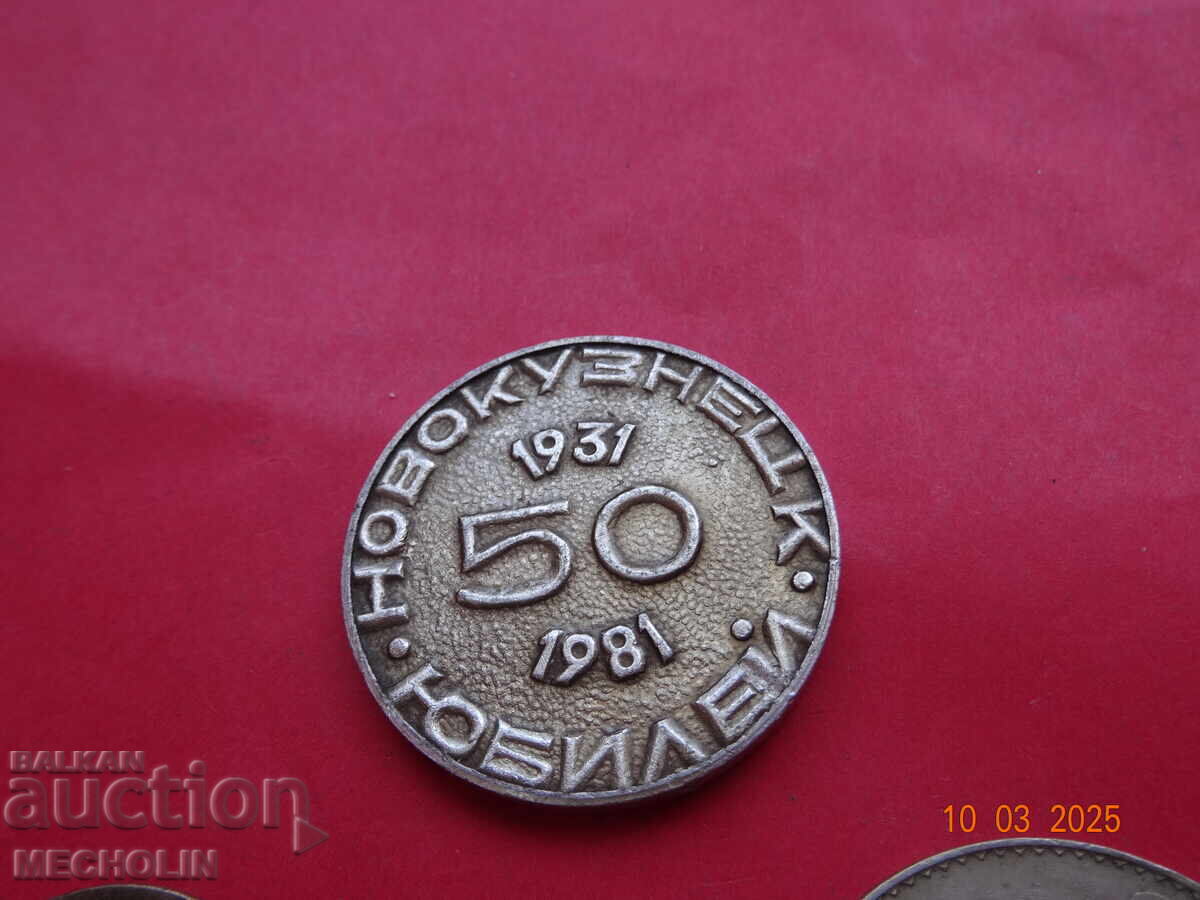 НОВОКУЗНЕЦК
1931
50
1981
· ЮБИЛЕЙ ·
BALKAN
auction
MECHOLIN
10 03 2025